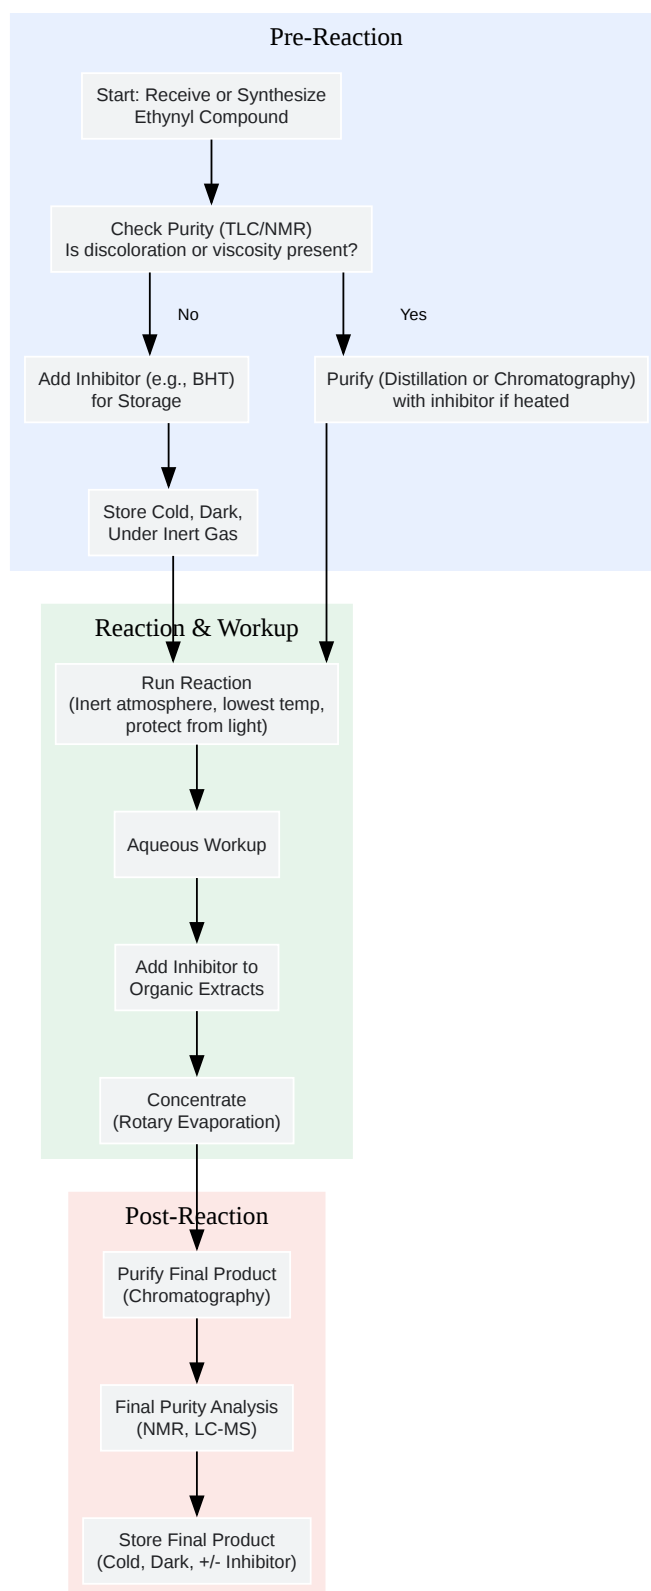 Pre-Reaction
Start: Receive or Synthesize
Ethynyl Compound
Check Purity (TLC/NMR)
Is discoloration or viscosity present?
No
Yes
Add Inhibitor (e.g., BHT)
for Storage
Purify (Distillation or Chromatography)
with inhibitor if heated
Store Cold, Dark,
Under Inert Gas
Reaction & Workup
Run Reaction
(Inert atmosphere, lowest temp,
protect from light)
Aqueous Workup
Add Inhibitor to
Organic Extracts
Concentrate
(Rotary Evaporation)
Post-Reaction
Purify Final Product
(Chromatography)
Final Purity Analysis
(NMR, LC-MS)
Store Final Product
(Cold, Dark, +/- Inhibitor)